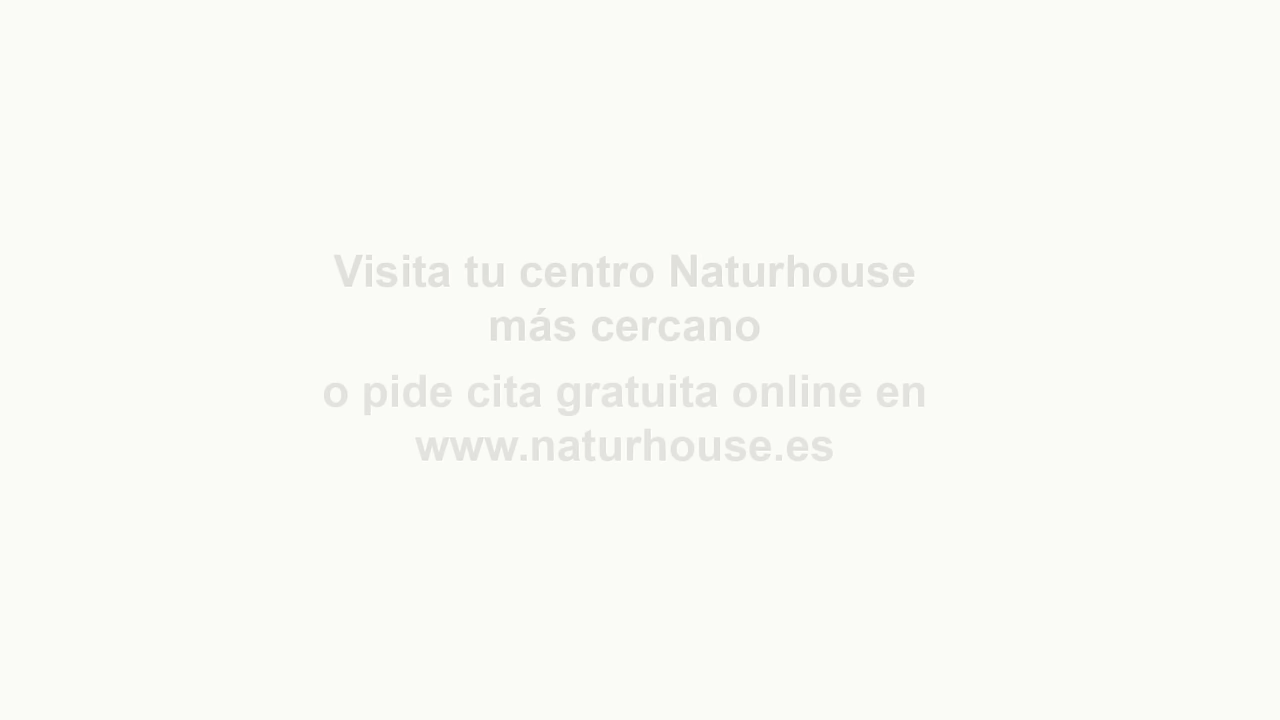 Visita tu centro Naturhouse
más cercano
o pide cita gratuita online en
www.naturhouse.es